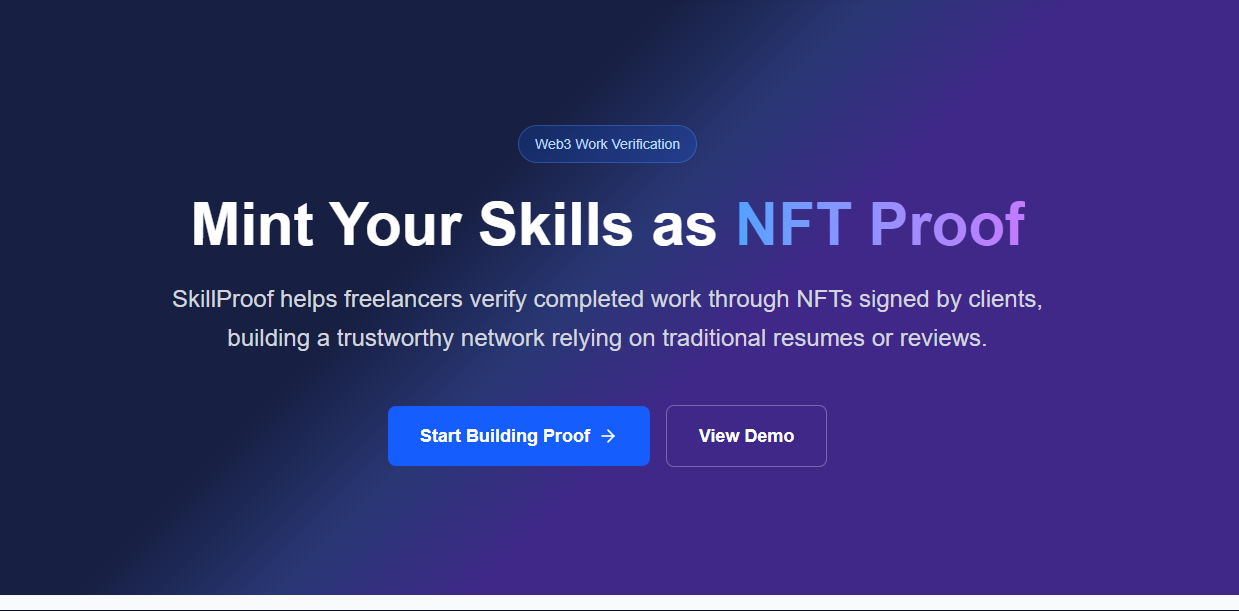 Web3 Work Verification
Mint Your Skills as NFT Proof
SkillProof helps freelancers verify completed work through NFTs signed by clients,
building a trustworthy network relying on traditional resumes or reviews.
Start Building Proof →
View Demo